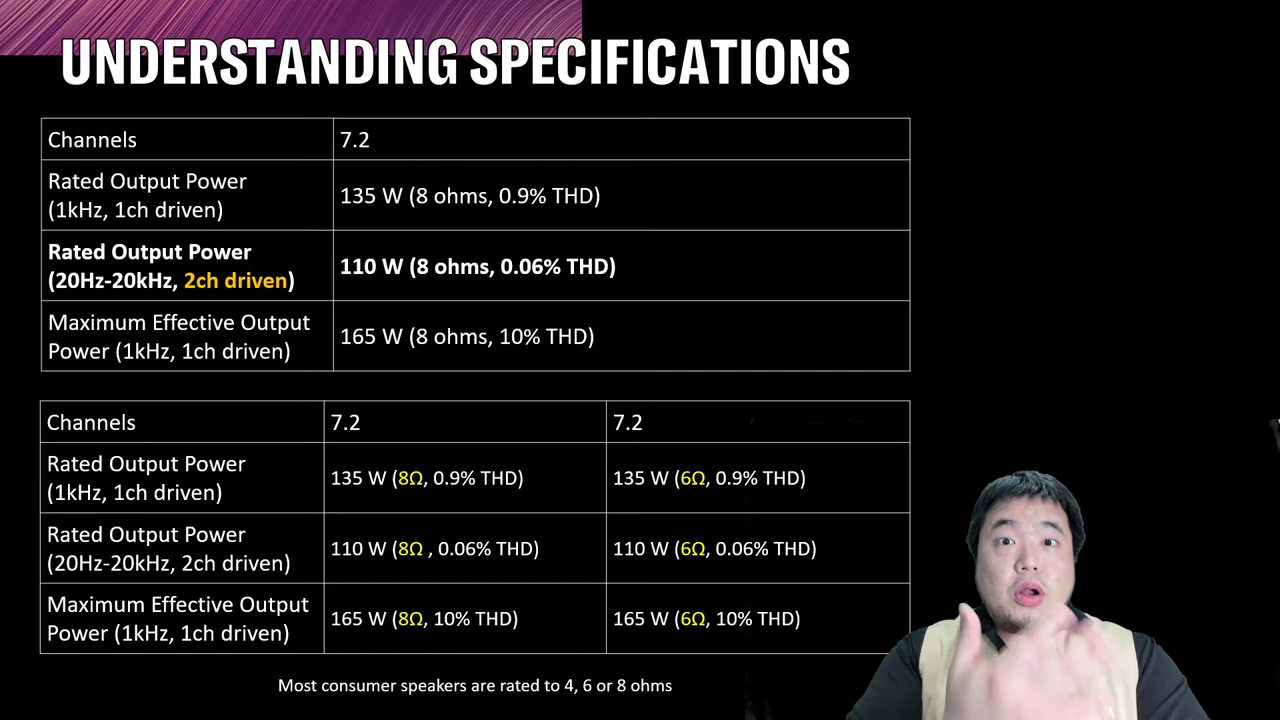 UNDERSTANDING SPECIFICATIONS
Channels
7.2
Rated Output Power
(1kHz, 1ch driven)
135 W (8 ohms, 0.9% THD)
Rated Output Power
(20Hz-20kHz, 2ch driven)
110 W (8 ohms, 0.06% THD)
Maximum Effective Output
Power (1kHz, 1ch driven)
165 W (8 ohms, 10% THD)
Channels
7.2
7.2
Rated Output Power
(1kHz, 1ch driven)
135 W (8Ω, 0.9% THD)
135 W (6Ω, 0.9% THD)
Rated Output Power
(20Hz-20kHz, 2ch driven)
110 W (8Ω , 0.06% THD)
110 W (6Ω, 0.06% THD)
Maximum Effective Output
Power (1kHz, 1ch driven)
165 W (8Ω, 10% THD)
165 W (6Ω, 10% THD)
Most consumer speakers are rated to 4, 6 or 8 ohms